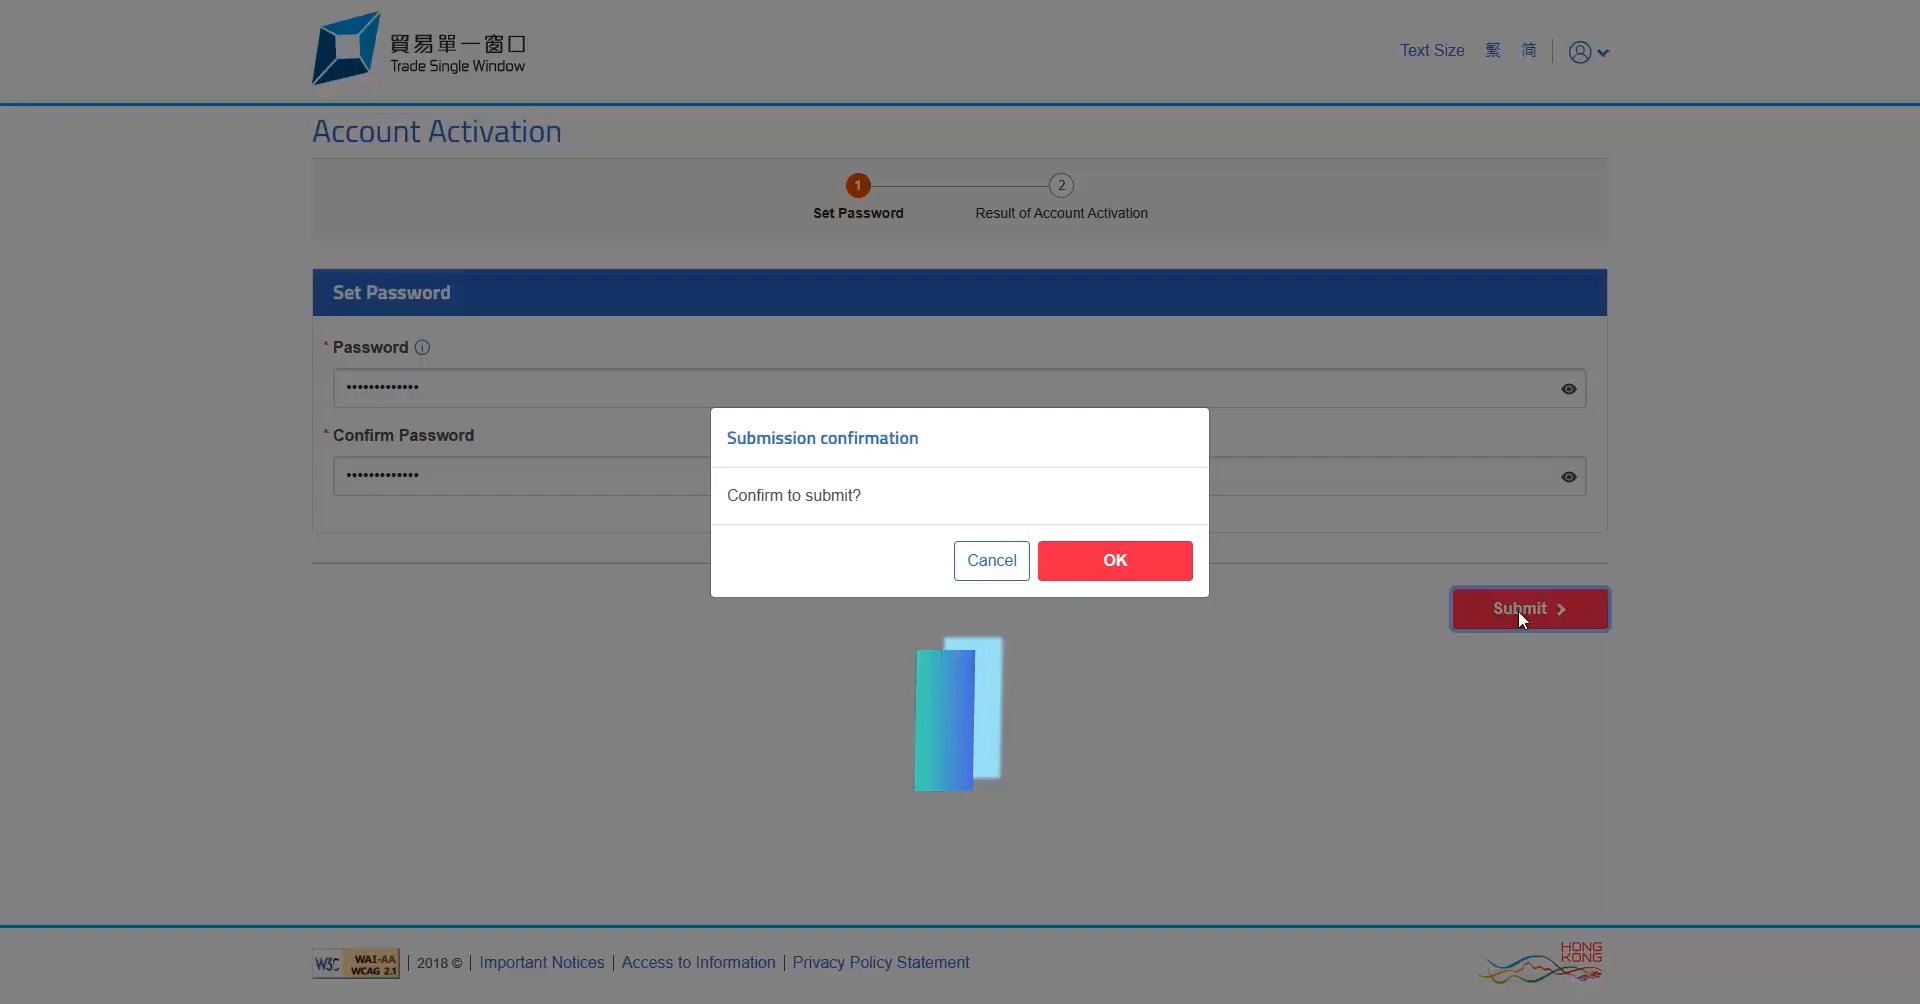 貿易單一窗口
Trade Single Window
Text Size 繁 简
Account Activation
1 2
Set Password Result of Account Activation
Set Password
* Password
•••••••••••••
* Confirm Password
•••••••••••••
Submission confirmation
Confirm to submit?
Cancel OK
Submit
W3C WAI-AA WCAG 2.1 | 2018 © | Important Notices | Access to Information | Privacy Policy Statement
HONG KONG